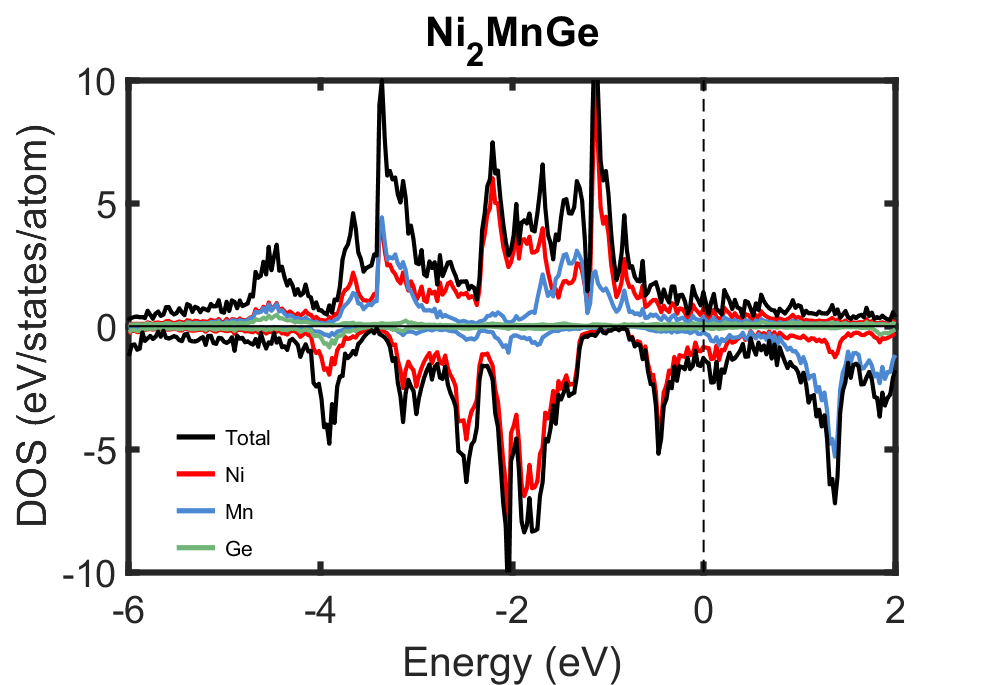 Ni2MnGe
DOS (eV/states/atom)
10
5
0
-5
-10
Total
Ni
Mn
Ge
-6 -4 -2 0 2
Energy (eV)